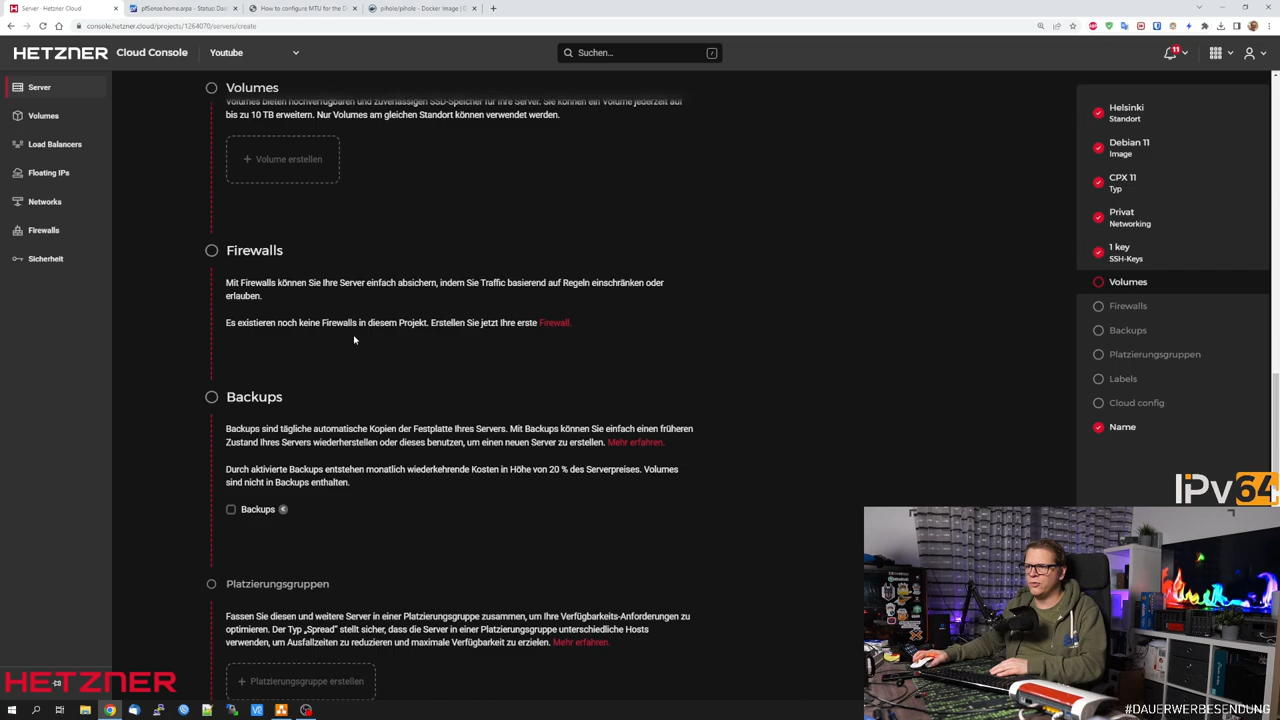 Server · Hetzner Cloud
pfSense.home.arpa - Status: Das
How to configure MTU for the D
pihole/pihole - Docker Image | D
console.hetzner.cloud/projects/1264070/servers/create
HETZNER Cloud Console
Youtube
Suchen...
/
11
Server
Volumes
Load Balancers
Floating IPs
Networks
Firewalls
Sicherheit
Volumes
Volumes bieten hochverfügbaren und zuverlässigen SSD-Speicher für Ihre Server. Sie können ein Volume jederzeit auf
bis zu 10 TB erweitern. Nur Volumes am gleichen Standort können verwendet werden.
+ Volume erstellen
Firewalls
Mit Firewalls können Sie Ihre Server einfach absichern, indem Sie Traffic basierend auf Regeln einschränken oder
erlauben.
Es existieren noch keine Firewalls in diesem Projekt. Erstellen Sie jetzt Ihre erste Firewall.
Backups
Backups sind tägliche automatische Kopien der Festplatte Ihres Servers. Mit Backups können Sie einfach einen früheren
Zustand Ihres Servers wiederherstellen oder dieses benutzen, um einen neuen Server zu erstellen. Mehr erfahren.
Durch aktivierte Backups entstehen monatlich wiederkehrende Kosten in Höhe von 20 % des Serverpreises. Volumes
sind nicht in Backups enthalten.
Backups €
Platzierungsgruppen
Fassen Sie diesen und weitere Server in einer Platzierungsgruppe zusammen, um Ihre Verfügbarkeits-Anforderungen zu
optimieren. Der Typ „Spread" stellt sicher, dass die Server in einer Platzierungsgruppe unterschiedliche Hosts
verwenden, um Ausfallzeiten zu reduzieren und maximale Verfügbarkeit zu erzielen. Mehr erfahren.
+ Platzierungsgruppe erstellen
Helsinki
Standort
Debian 11
Image
CPX 11
Typ
Privat
Networking
1 key
SSH-Keys
Volumes
Firewalls
Backups
Platzierungsgruppen
Labels
Cloud config
Name
IPv64
HETZNER
#DAUERWERBESENDUNG